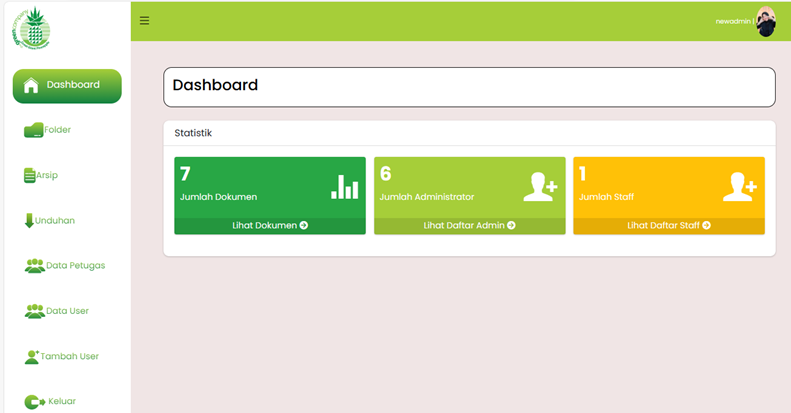 newadmin |
Dashboard
Folder
Arsip
Unduhan
Data Petugas
Data User
Tambah User
Keluar
Dashboard
Statistik
7
Jumlah Dokumen
Lihat Dokumen
6
Jumlah Administrator
Lihat Daftar Admin
1
Jumlah Staff
Lihat Daftar Staff